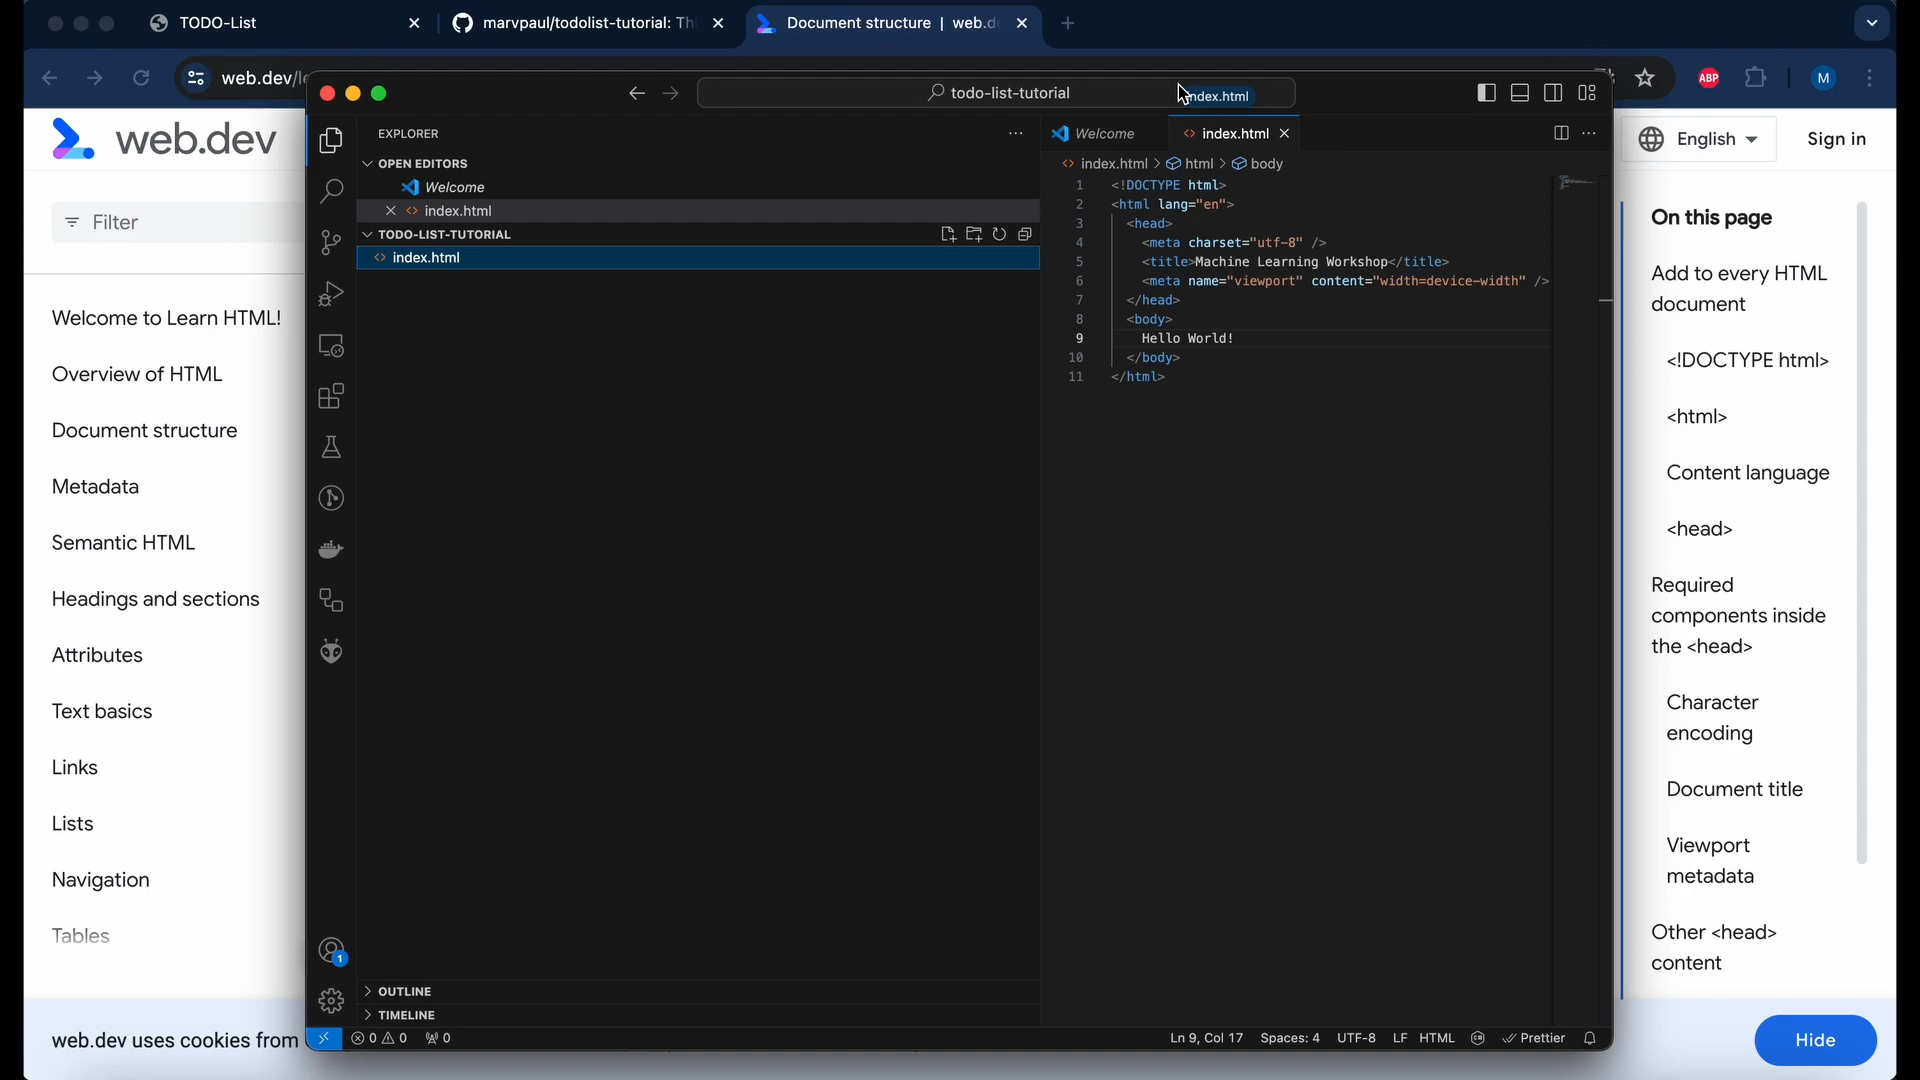 TODO-List
marvpaul/todolist-tutorial: Th
Document structure | web.d
web.dev/l
ABP
M
todo-list-tutorial
index.html
web.dev
English
Sign in
Filter
Welcome to Learn HTML!
Overview of HTML
Document structure
Metadata
Semantic HTML
Headings and sections
Attributes
Text basics
Links
Lists
Navigation
Tables
EXPLORER
OPEN EDITORS
Welcome
index.html
TODO-LIST-TUTORIAL
index.html
OUTLINE
TIMELINE
Welcome
index.html
index.html > html > body
1 <!DOCTYPE html>
2 <html lang="en">
3 <head>
4 <meta charset="utf-8" />
5 <title>Machine Learning Workshop</title>
6 <meta name="viewport" content="width=device-width" />
7 </head>
8 <body>
9 Hello World!
10 </body>
11 </html>
1
0 0 0
Ln 9, Col 17 Spaces: 4 UTF-8 LF HTML Prettier
On this page
Add to every HTML
document
<!DOCTYPE html>
<html>
Content language
<head>
Required
components inside
the <head>
Character
encoding
Document title
Viewport
metadata
Other <head>
content
web.dev uses cookies from
Hide